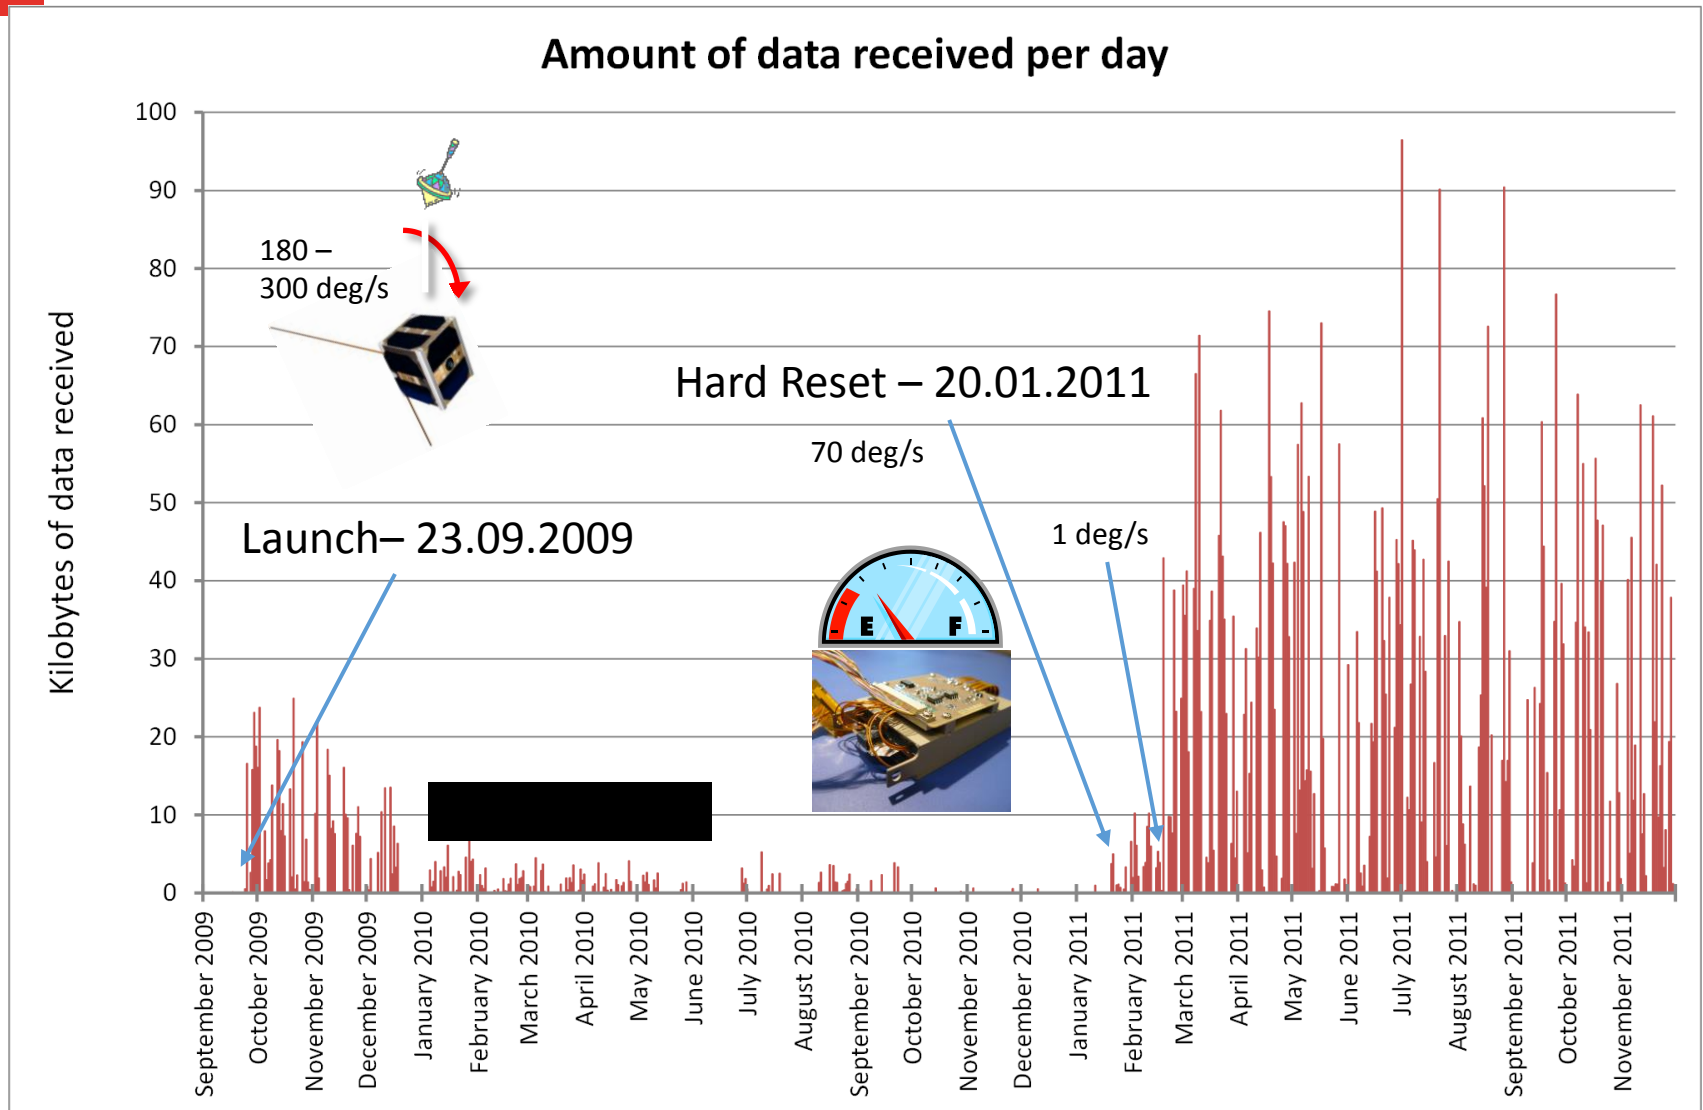 Amount of data received per day
Kilobytes of data received
100
90
80
70
60
50
40
30
20
10
0
180 –
300 deg/s
Hard Reset – 20.01.2011
70 deg/s
Launch– 23.09.2009
1 deg/s
E F
September 2009
October 2009
November 2009
December 2009
January 2010
February 2010
March 2010
April 2010
May 2010
June 2010
July 2010
August 2010
September 2010
October 2010
November 2010
December 2010
January 2011
February 2011
March 2011
April 2011
May 2011
June 2011
July 2011
August 2011
September 2011
October 2011
November 2011